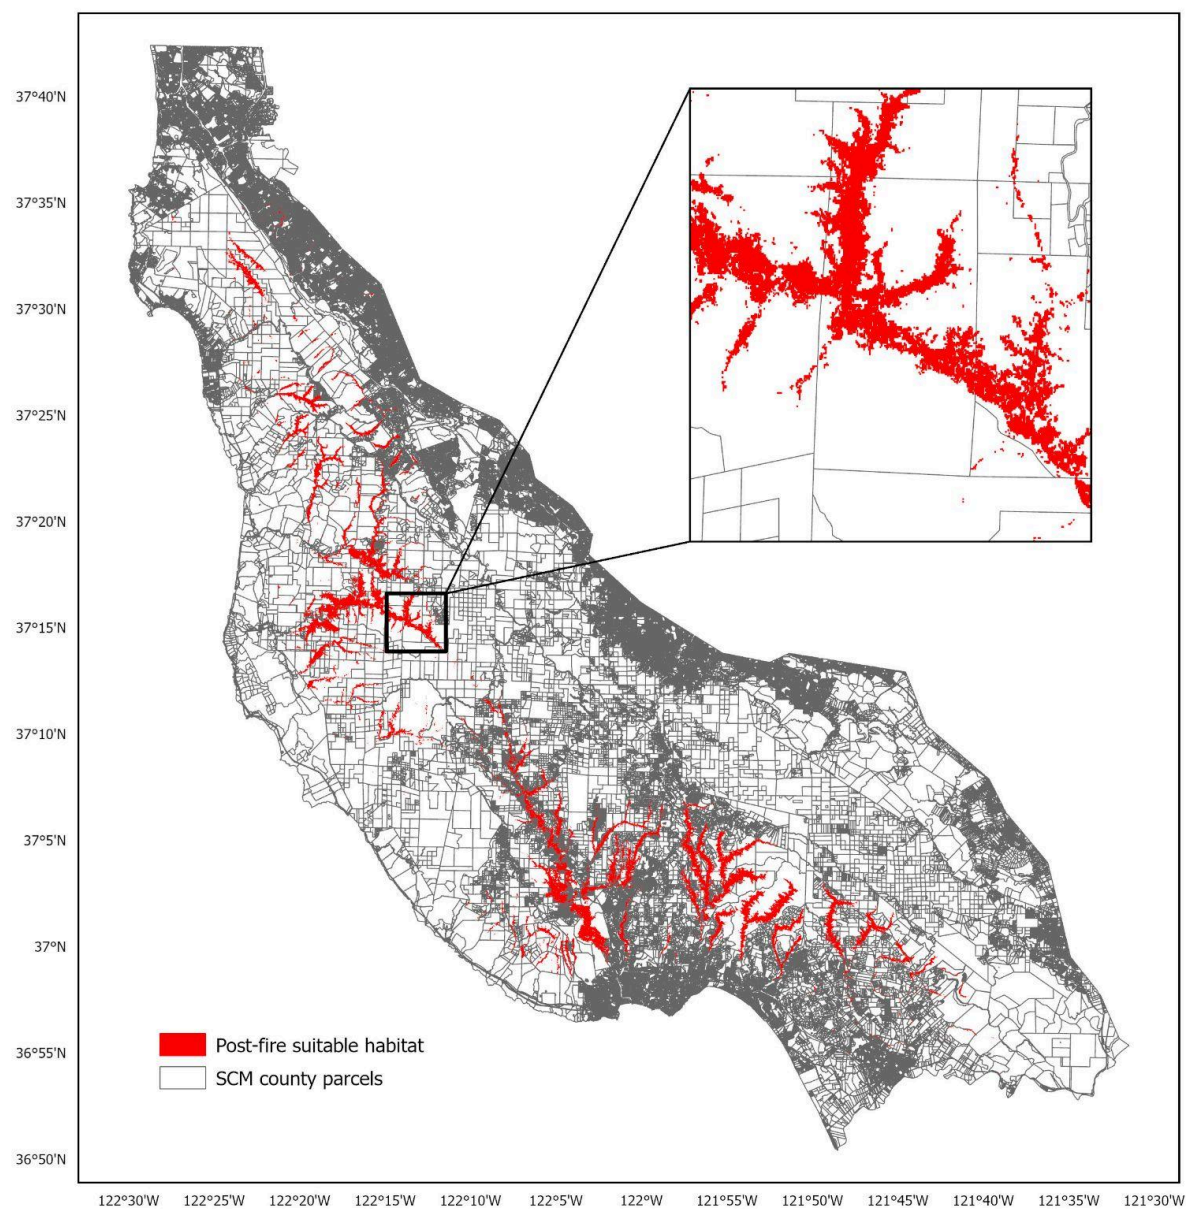 37°40'N
37°35'N
37°30'N
37°25'N
37°20'N
37°15'N
37°10'N
37°5'N
37°0'N
36°55'N
36°50'N
Post-fire suitable habitat
SCM county parcels
122°30'W 122°25'W 122°20'W 122°15'W 122°10'W 122°5'W 122°0'W 121°55'W 121°50'W 121°45'W 121°40'W 121°35'W 121°30'W